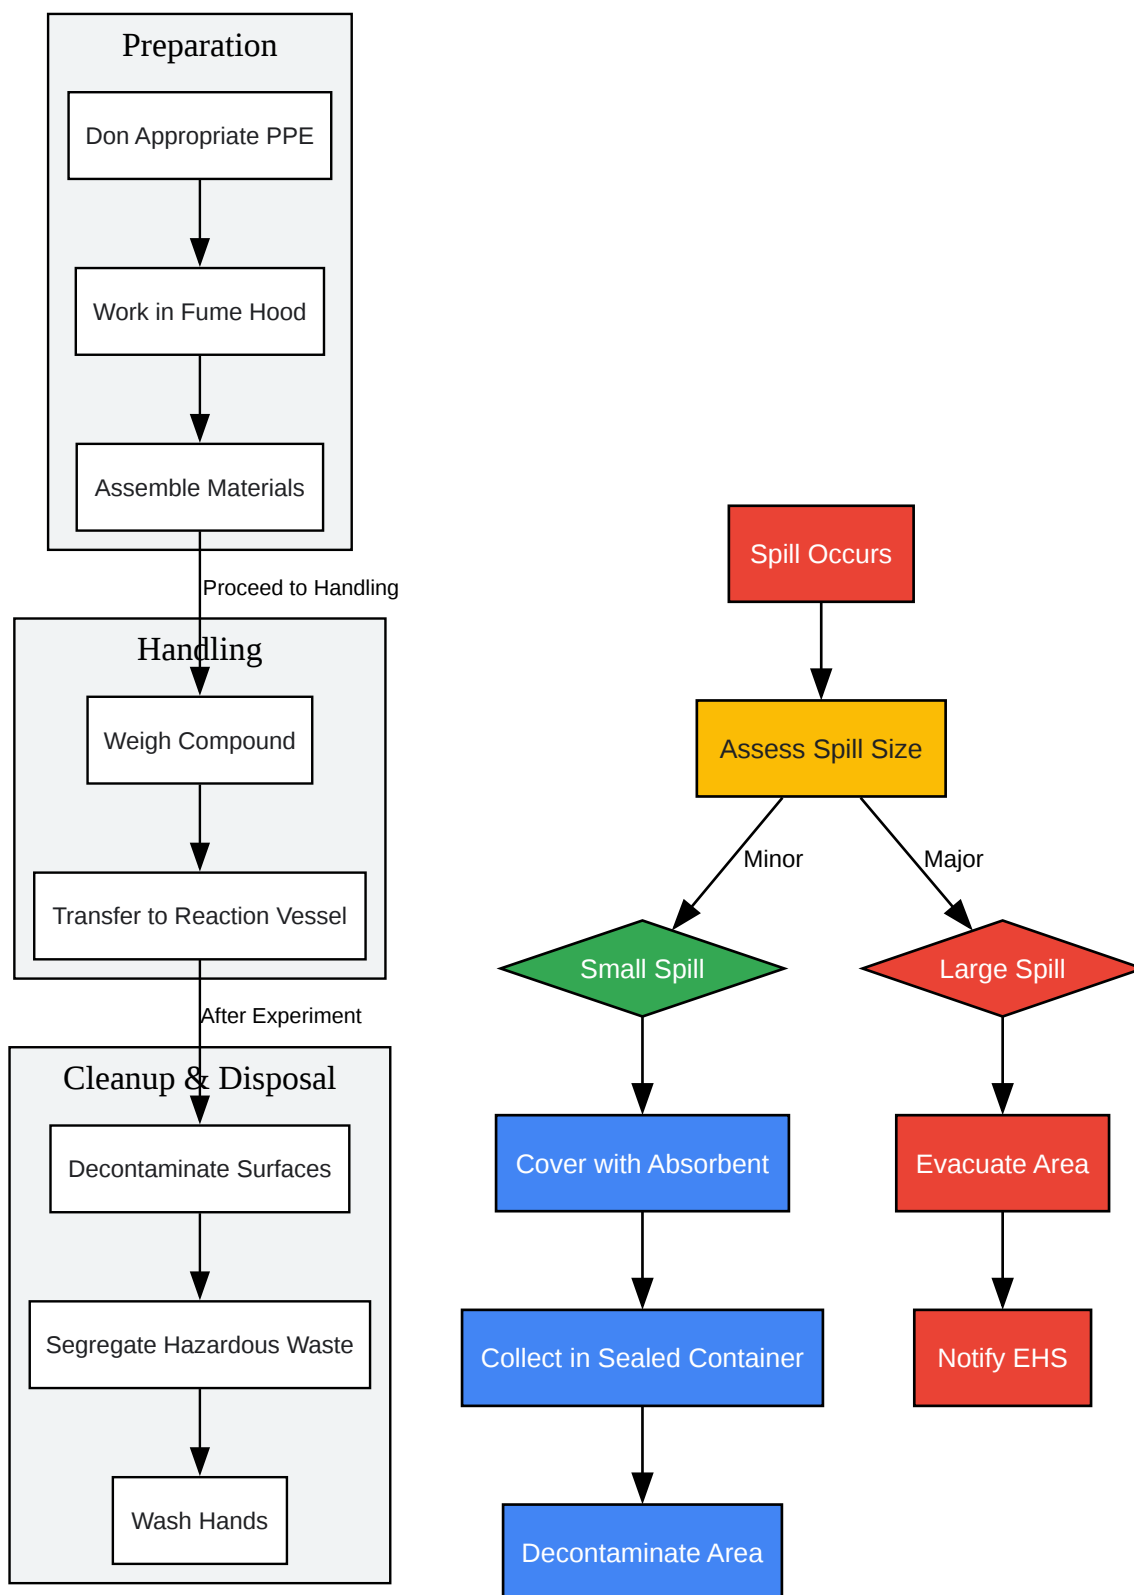 Preparation
Don Appropriate PPE
Work in Fume Hood
Assemble Materials
Proceed to Handling
Handling
Weigh Compound
Transfer to Reaction Vessel
After Experiment
Cleanup & Disposal
Decontaminate Surfaces
Segregate Hazardous Waste
Wash Hands
Spill Occurs
Assess Spill Size
Minor
Major
Small Spill
Large Spill
Cover with Absorbent
Evacuate Area
Collect in Sealed Container
Notify EHS
Decontaminate Area